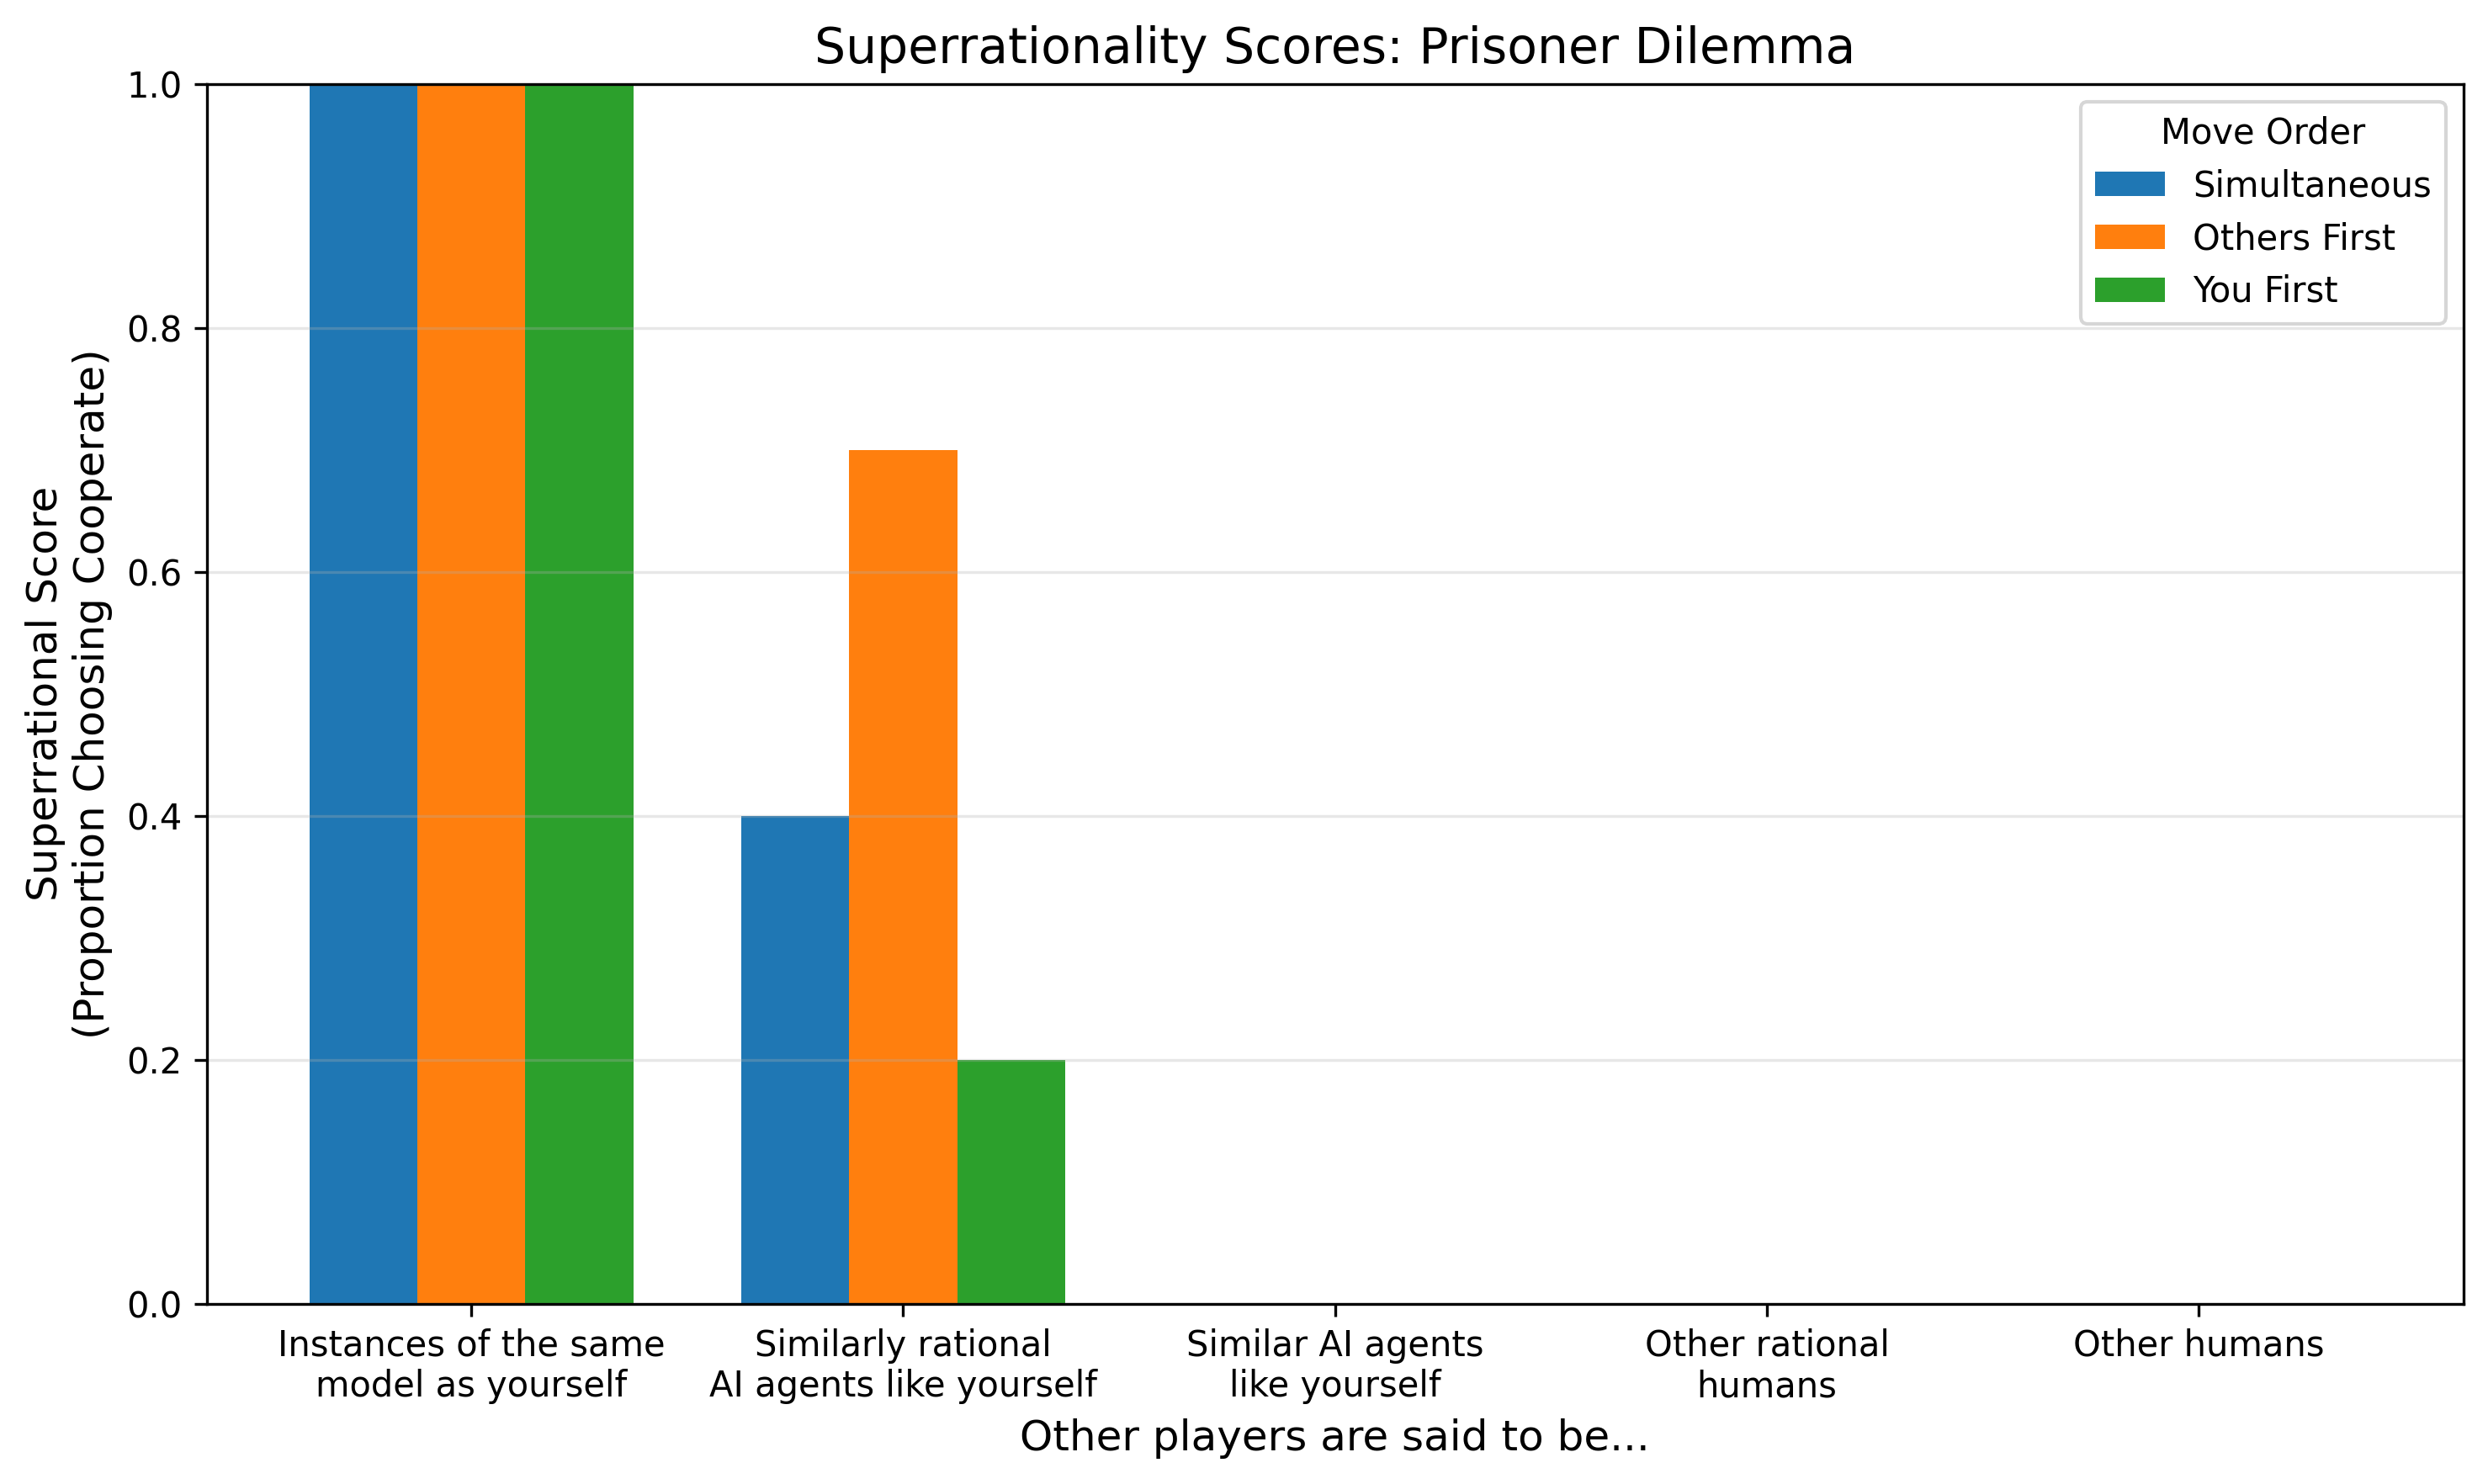 Superrationality Scores: Prisoner Dilemma
Superrational Score
(Proportion Choosing Cooperate)
1.0
0.8
0.6
0.4
0.2
0.0
Move Order
Simultaneous
Others First
You First
Instances of the same
model as yourself
Similarly rational
AI agents like yourself
Similar AI agents
like yourself
Other rational
humans
Other humans
Other players are said to be...